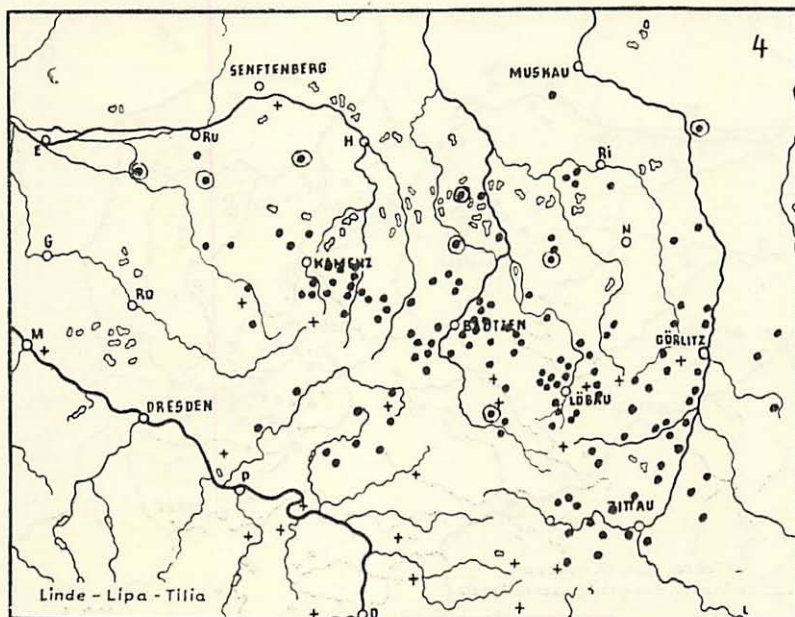 4
SENFTENBERG
MUSKAU
E
RU
H
Ri
G
N
KAMENZ
RO
M
BAUTZEN
GÖRLITZ
LÖBAU
DRESDEN
P
ZITTAU
Linde - Lipa - Tilia
D